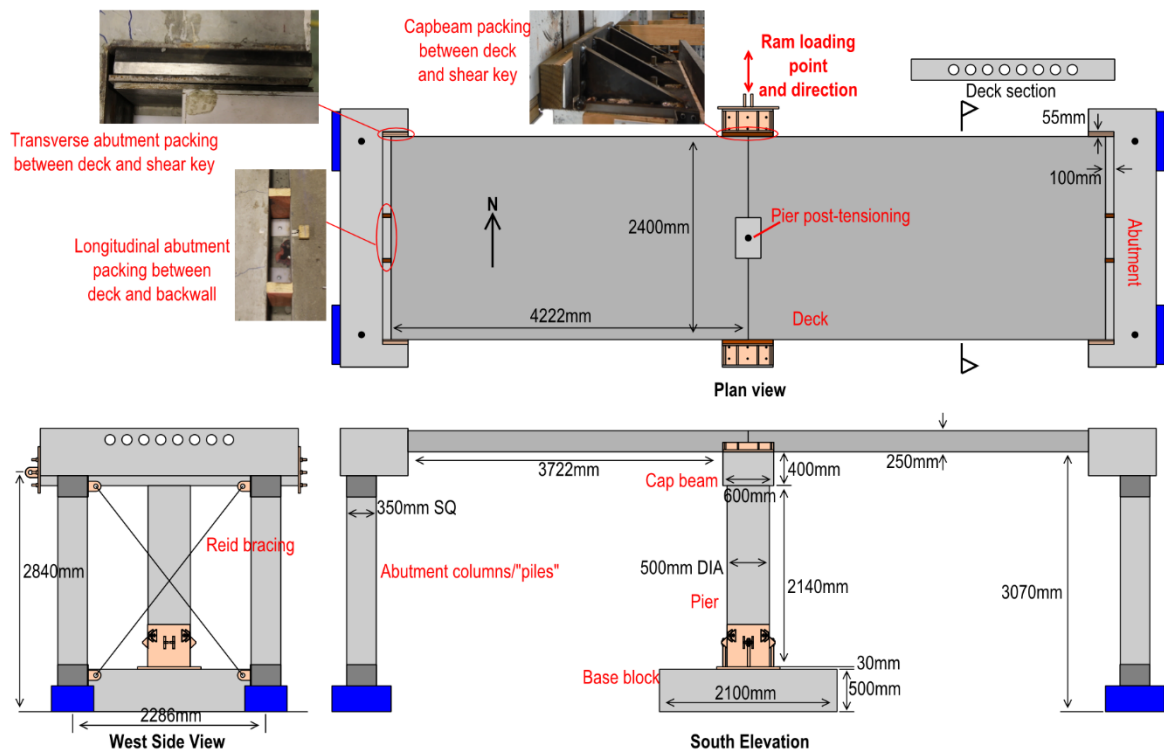 Capbeam packing
between deck
and shear key
Ram loading
point
and direction
Deck section
Transverse abutment packing
between deck and shear key
55mm
100mm
N
2400mm
Pier post-tensioning
Abutment
Longitudinal abutment
packing between
deck and backwall
4222mm
Deck
Plan view
3722mm
400mm
250mm
Cap beam
600mm
350mm SQ
Reid bracing
2840mm
Abutment columns/"piles"
500mm DIA
2140mm
3070mm
Pier
30mm
Base block
2100mm
500mm
2286mm
West Side View
South Elevation